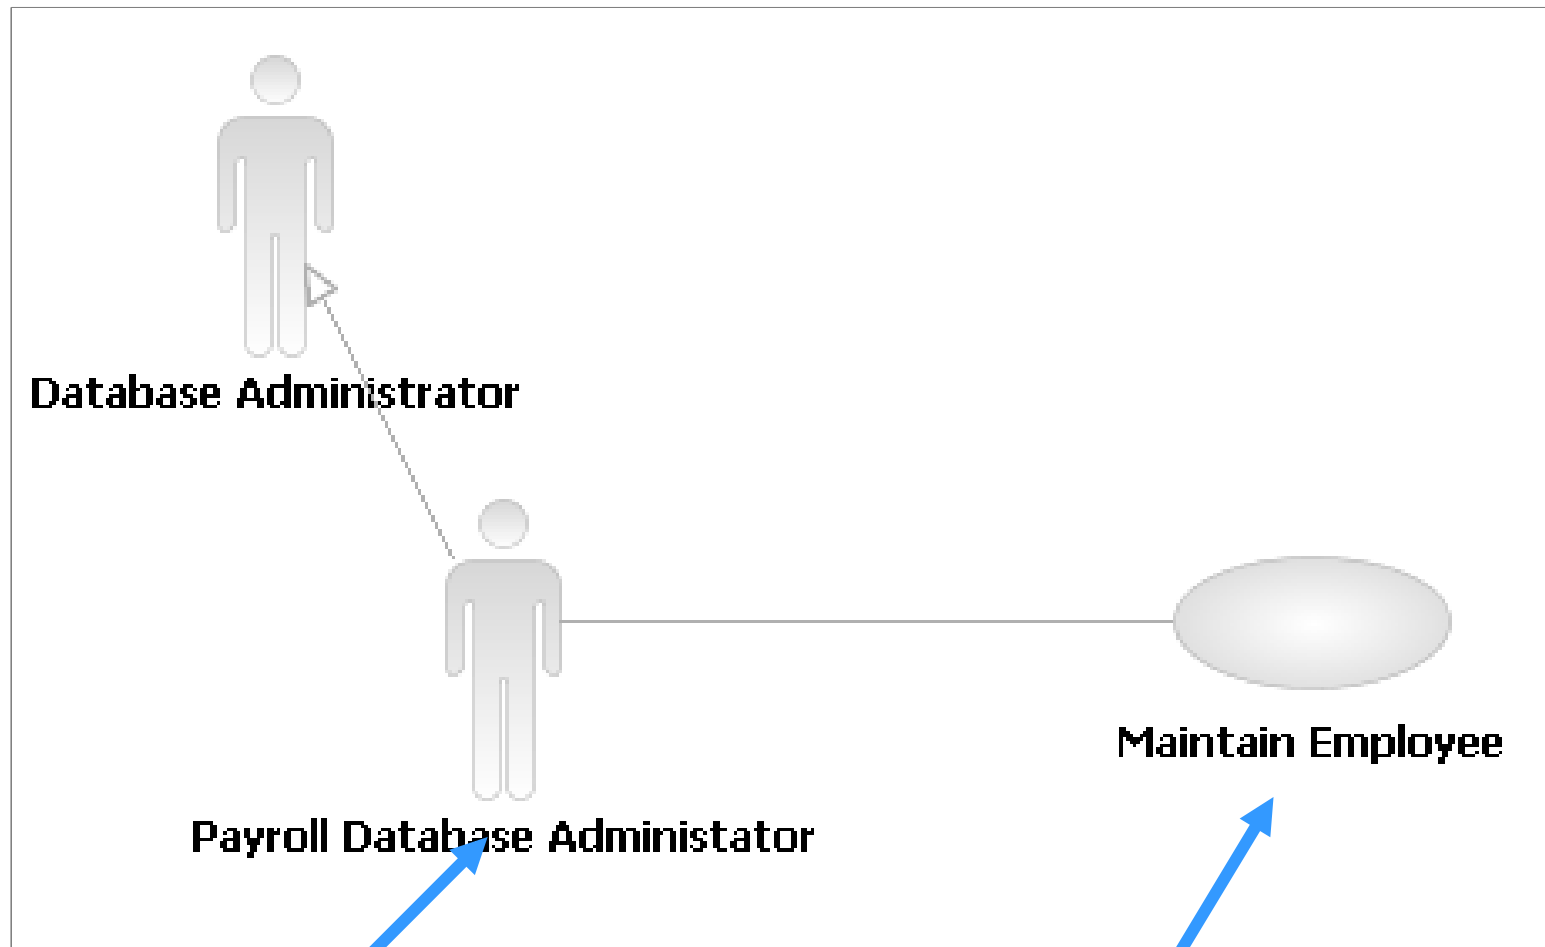 Database Administrator
Payroll Database Administator
Maintain Employee